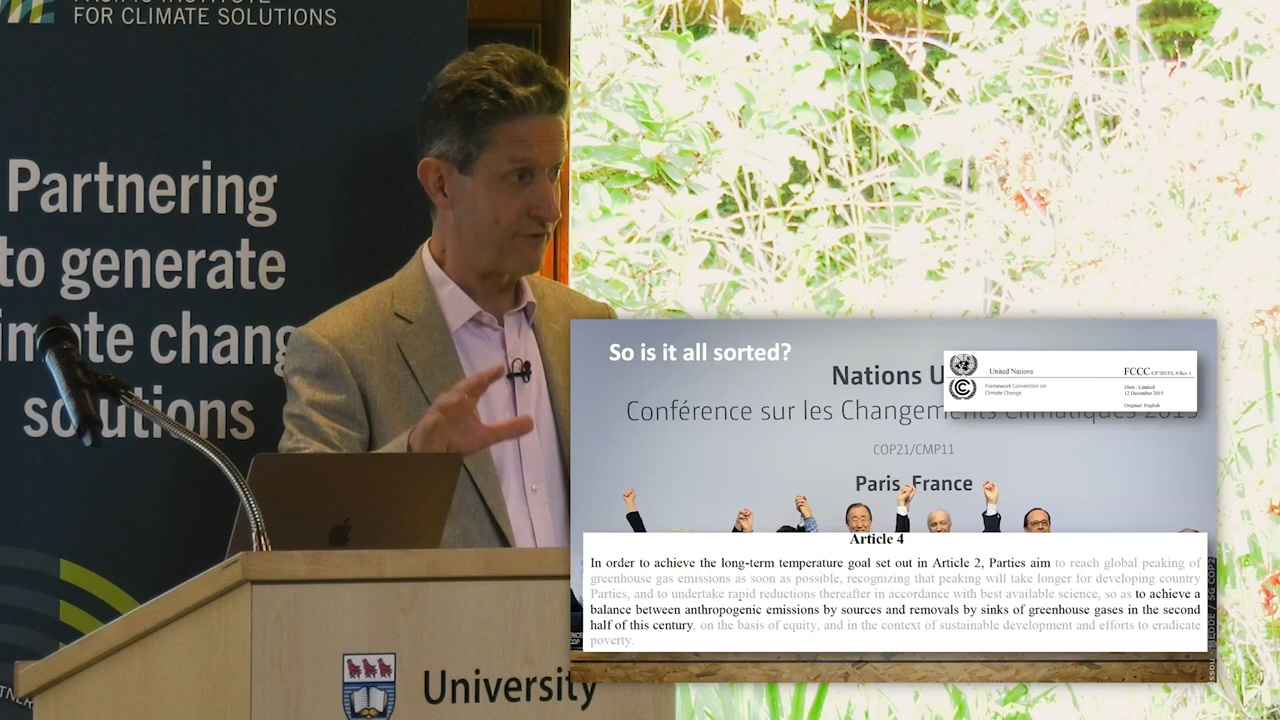 PACIFIC INSTITUTE
FOR CLIMATE SOLUTIONS
Partnering
to generate
imate chang
solutions
University
So is it all sorted?
Nations U
Conférence sur les Changements Climatiques 2015
COP21/CMP11
Paris, France
United Nations
FCCC/CP/2015/L.9/Rev.1
Framework Convention on
Climate Change
Distr.: Limited
12 December 2015
Original: English
Article 4
In order to achieve the long-term temperature goal set out in Article 2, Parties aim to reach global peaking of
greenhouse gas emissions as soon as possible, recognizing that peaking will take longer for developing country
Parties, and to undertake rapid reductions thereafter in accordance with best available science, so as to achieve a
balance between anthropogenic emissions by sources and removals by sinks of greenhouse gases in the second
half of this century, on the basis of equity, and in the context of sustainable development and efforts to eradicate
poverty.